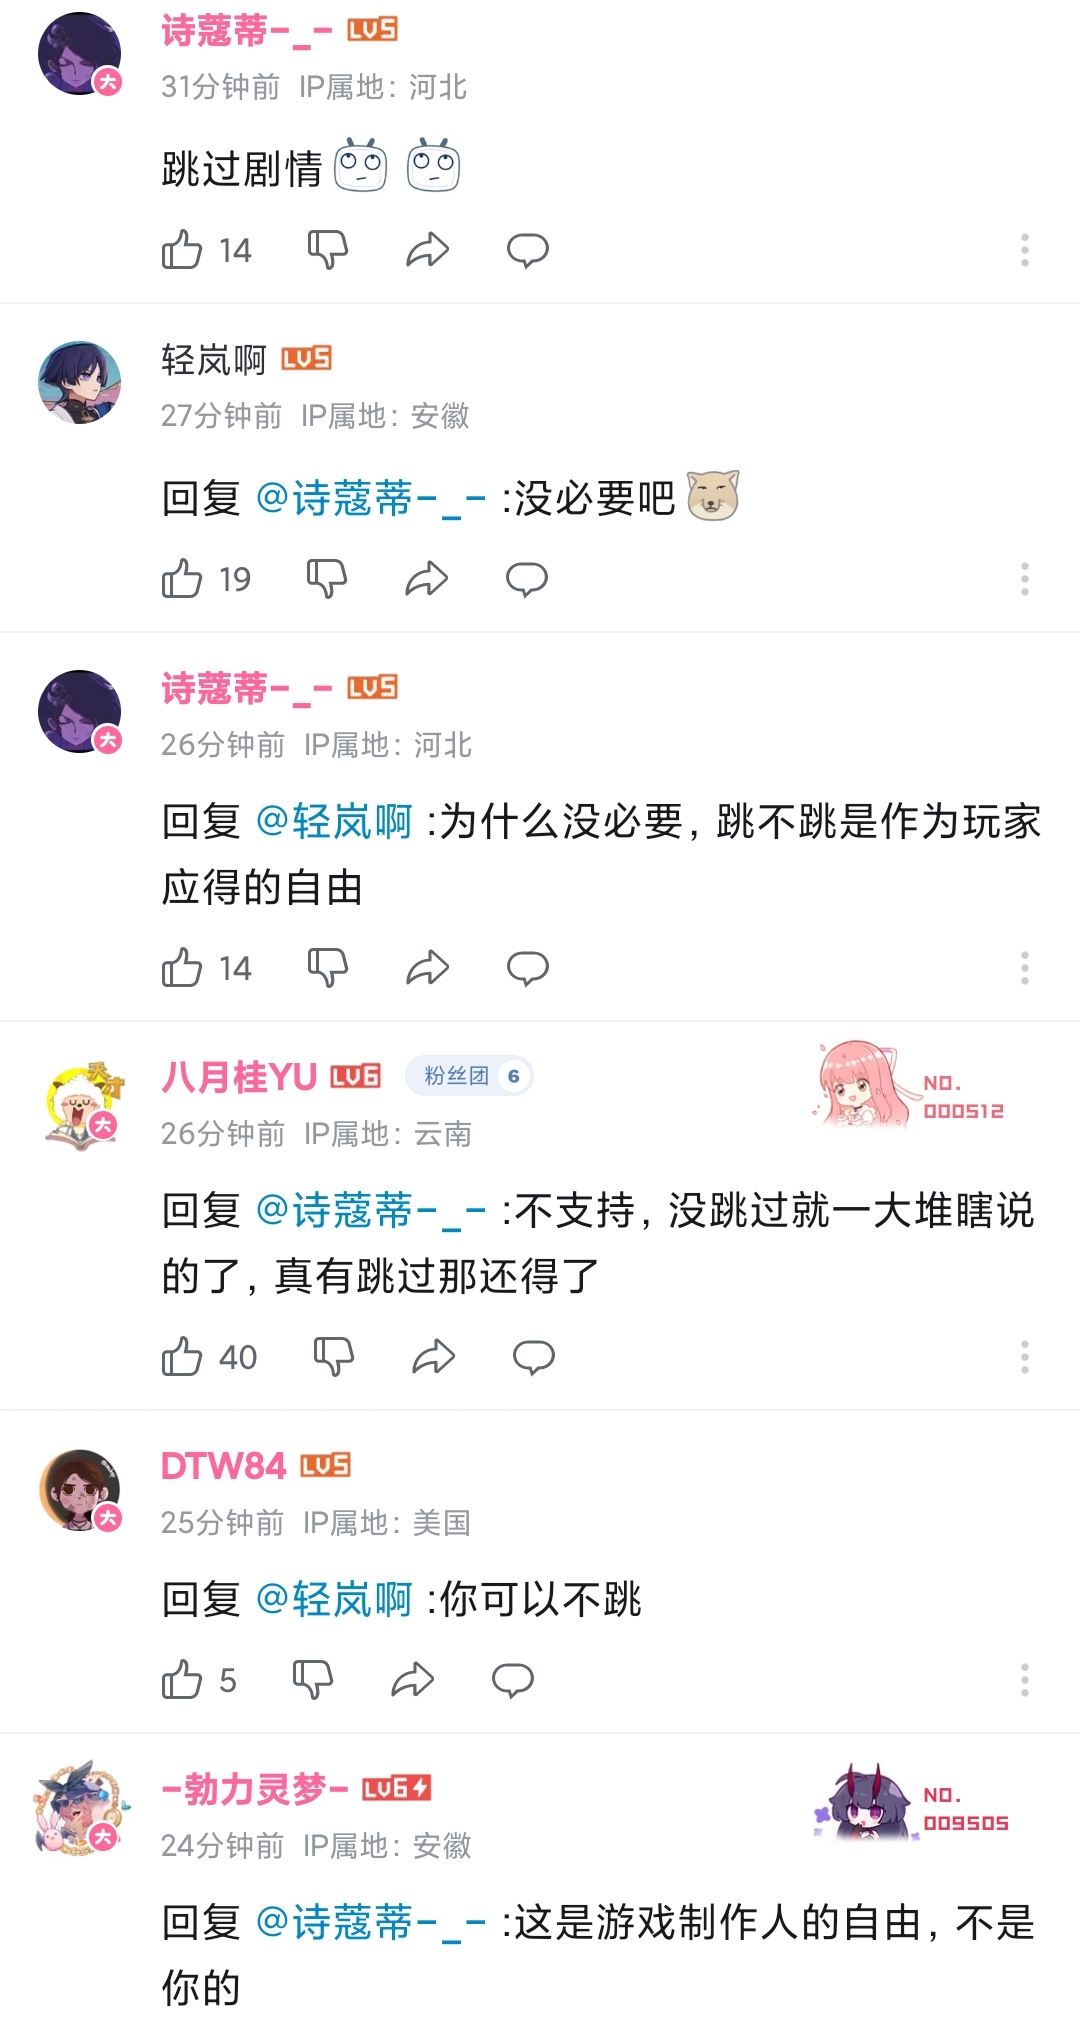 诗蔻蒂-_- LV5
31分钟前 IP属地：河北
跳过剧情
14
轻岚啊 LV5
27分钟前 IP属地：安徽
回复 @诗蔻蒂-_- :没必要吧
19
诗蔻蒂-_- LV5
大
26分钟前 IP属地：河北
回复 @轻岚啊 :为什么没必要，跳不跳是作为玩家
应得的自由
14
八月桂YU LV6 粉丝团 6
NO.
000512
天才
大
26分钟前 IP属地：云南
回复 @诗蔻蒂-_- :不支持，没跳过就一大堆瞎说
的了，真有跳过那还得了
40
DTW84 LV5
大
25分钟前 IP属地：美国
回复 @轻岚啊 :你可以不跳
5
-勃力灵梦- LV6
NO.
009505
大
24分钟前 IP属地：安徽
回复 @诗蔻蒂-_- :这是游戏制作人的自由，不是
你的